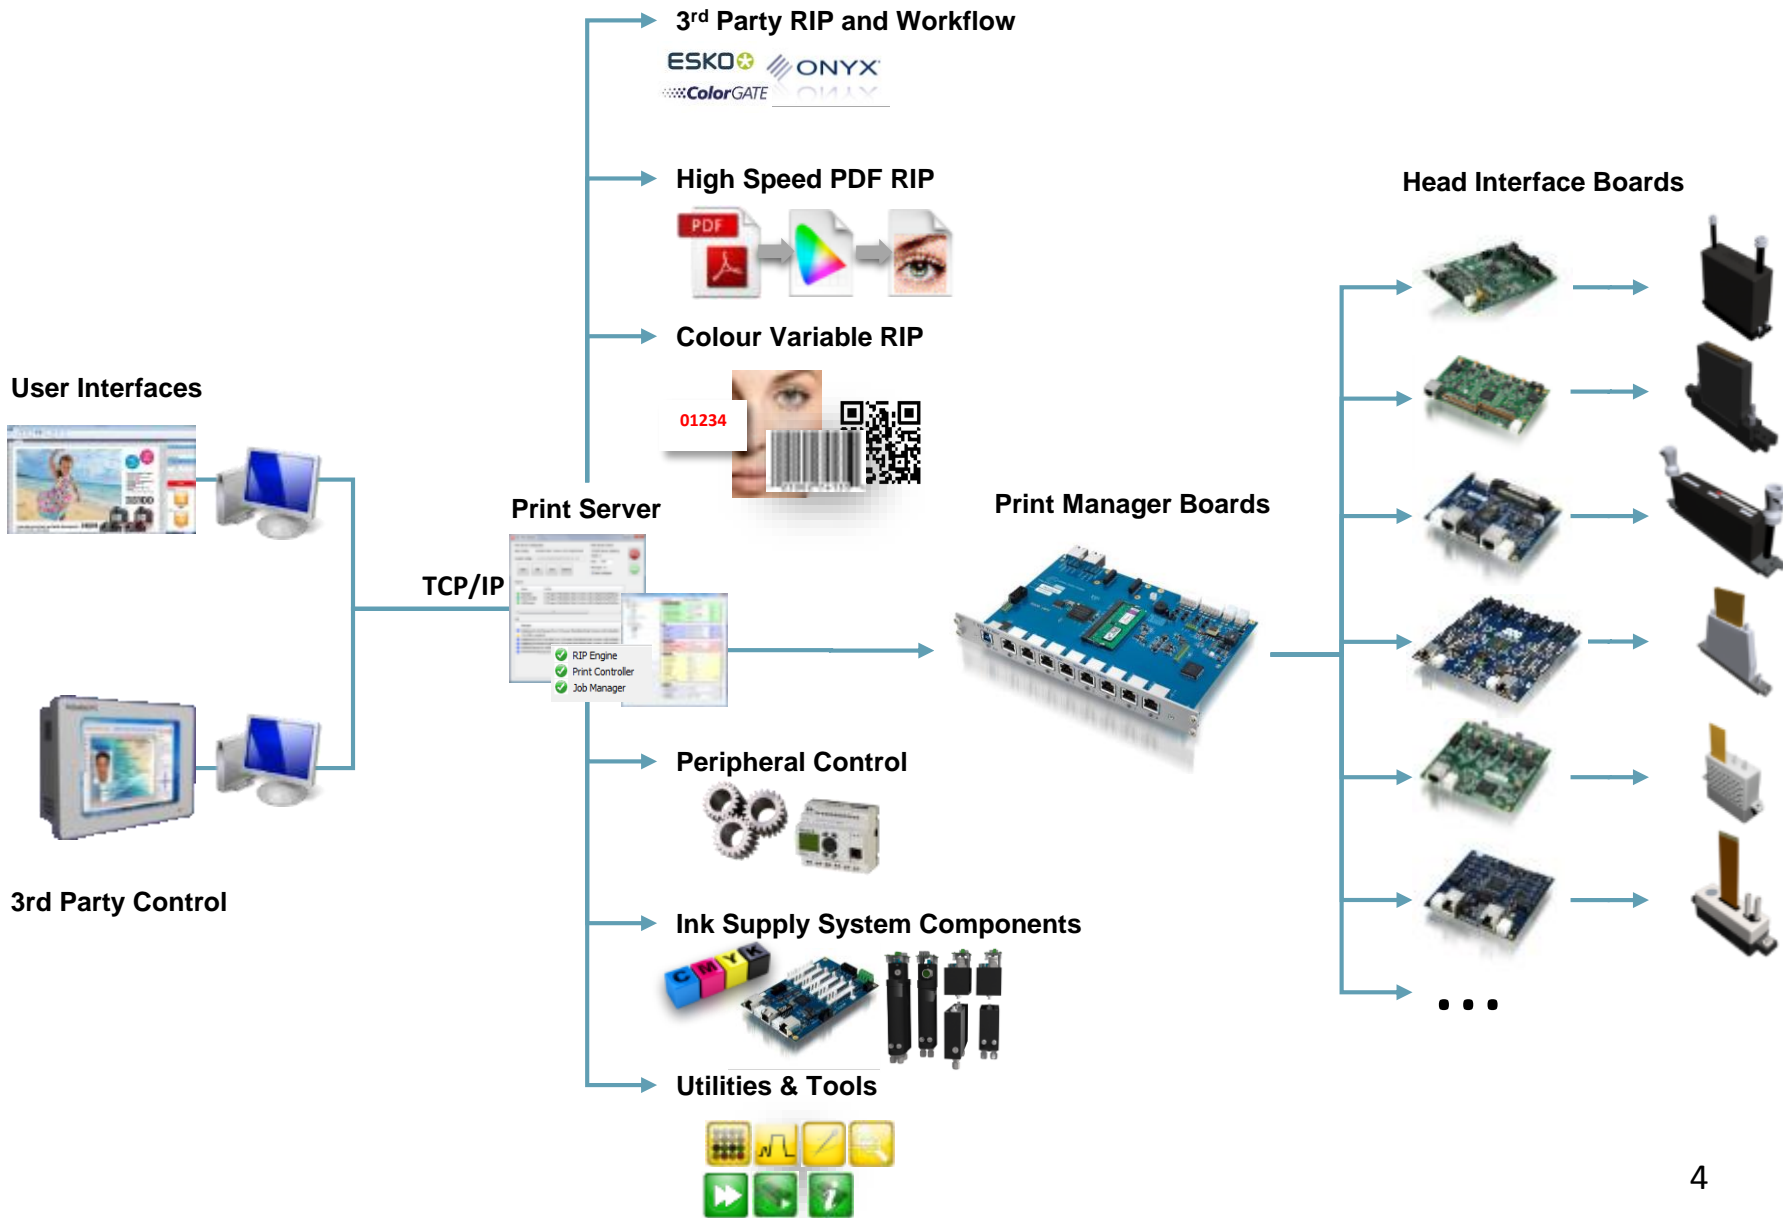 3rd Party RIP and Workflow
ESKO
ONYX
ColorGATE
High Speed PDF RIP
PDF
Colour Variable RIP
01234
User Interfaces
Print Server
TCP/IP
RIP Engine
Print Controller
Job Manager
Print Manager Boards
Head Interface Boards
3rd Party Control
Peripheral Control
Ink Supply System Components
C M Y K
Utilities & Tools
...
4